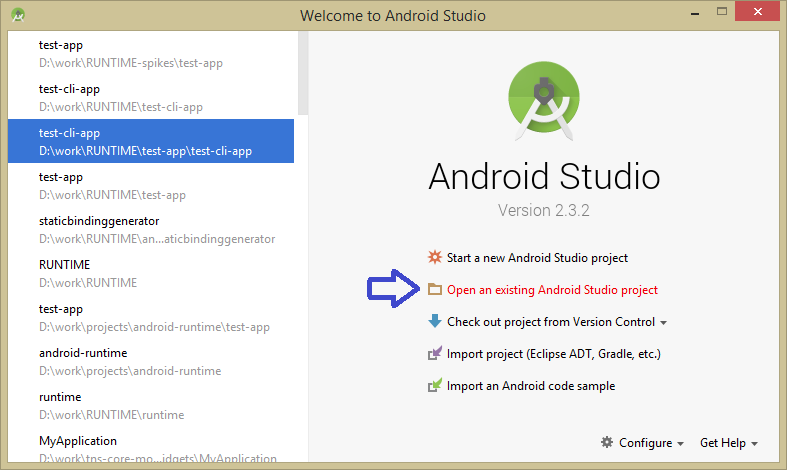 Welcome to Android Studio
test-app
D:\work\RUNTIME-spikes\test-app
test-cli-app
D:\work\RUNTIME\test-cli-app
test-cli-app
D:\work\RUNTIME\test-app\test-cli-app
test-app
D:\work\RUNTIME\test-app
staticbindinggenerator
D:\work\RUNTIME\an...aticbindinggenerator
RUNTIME
D:\work\RUNTIME
test-app
D:\work\projects\android-runtime\test-app
android-runtime
D:\work\projects\android-runtime
runtime
D:\work\RUNTIME\runtime
MyApplication
D:\work\tns-core-mo...idgets\MyApplication
Android Studio
Version 2.3.2
Start a new Android Studio project
Open an existing Android Studio project
Check out project from Version Control
Import project (Eclipse ADT, Gradle, etc.)
Import an Android code sample
Configure
Get Help